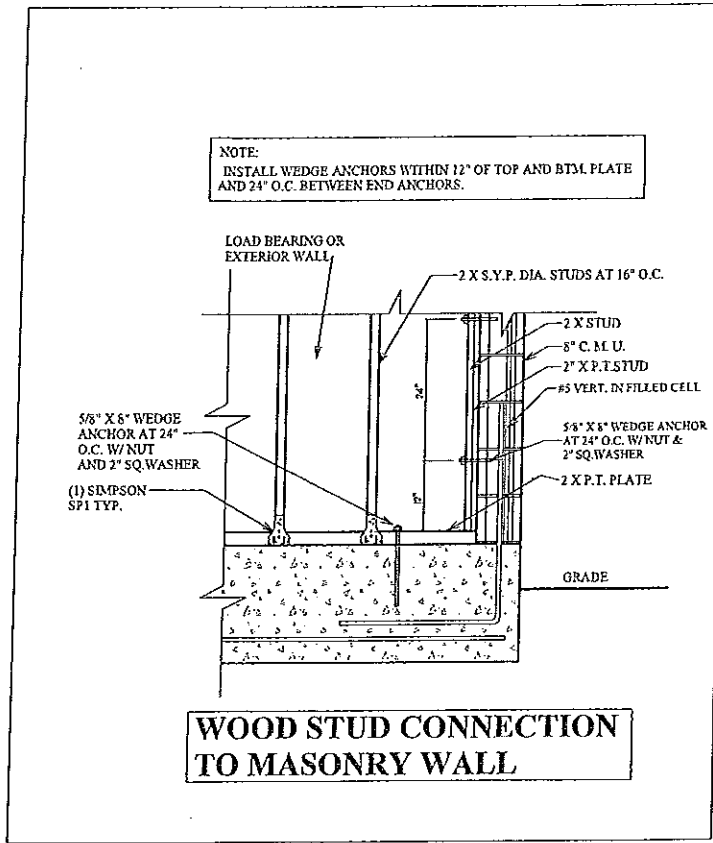 NOTE:
INSTALL WEDGE ANCHORS WITHIN 12" OF TOP AND BTM. PLATE
AND 24" O.C. BETWEEN END ANCHORS.
LOAD BEARING OR
EXTERIOR WALL
2 X S.Y.P. DIA. STUDS AT 16" O.C.
2 X STUD
8" C. M. U.
2" X P.T.STUD
#5 VERT. IN FILLED CELL
24"
5/8" X 8" WEDGE
ANCHOR AT 24"
O.C. W/ NUT
AND 2" SQ.WASHER
5/8" X 8" WEDGE ANCHOR
AT 24" O.C. W/NUT &
2" SQ.WASHER
12"
2 X P.T. PLATE
(1) SIMPSON
SP1 TYP.
GRADE
WOOD STUD CONNECTION
TO MASONRY WALL